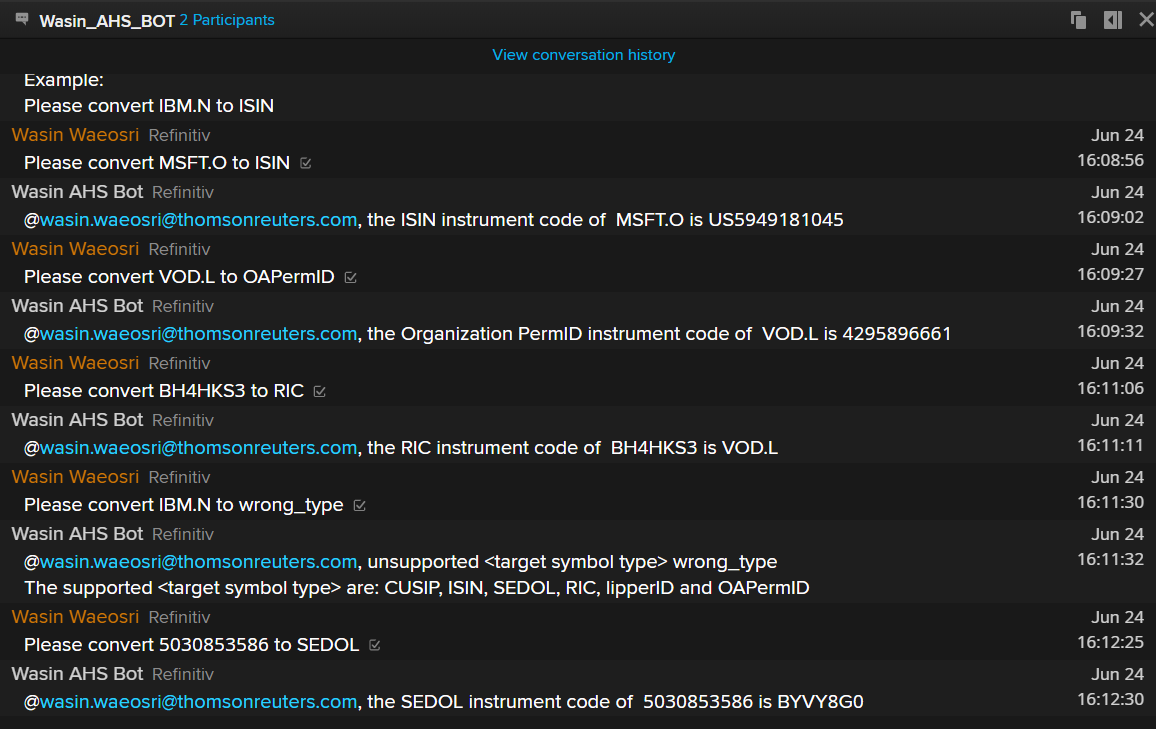 Wasin_AHS_BOT 2 Participants
View conversation history
Example:
Please convert IBM.N to ISIN
Wasin Waeosri Refinitiv Jun 24
Please convert MSFT.O to ISIN 16:08:56
Wasin AHS Bot Refinitiv Jun 24
@wasin.waeosri@thomsonreuters.com, the ISIN instrument code of  MSFT.O is US5949181045 16:09:02
Wasin Waeosri Refinitiv Jun 24
Please convert VOD.L to OAPermID 16:09:27
Wasin AHS Bot Refinitiv Jun 24
@wasin.waeosri@thomsonreuters.com, the Organization PermID instrument code of  VOD.L is 4295896661 16:09:32
Wasin Waeosri Refinitiv Jun 24
Please convert BH4HKS3 to RIC 16:11:06
Wasin AHS Bot Refinitiv Jun 24
@wasin.waeosri@thomsonreuters.com, the RIC instrument code of  BH4HKS3 is VOD.L 16:11:11
Wasin Waeosri Refinitiv Jun 24
Please convert IBM.N to wrong_type 16:11:30
Wasin AHS Bot Refinitiv Jun 24
@wasin.waeosri@thomsonreuters.com, unsupported <target symbol type> wrong_type 16:11:32
The supported <target symbol type> are: CUSIP, ISIN, SEDOL, RIC, lipperID and OAPermID
Wasin Waeosri Refinitiv Jun 24
Please convert 5030853586 to SEDOL 16:12:25
Wasin AHS Bot Refinitiv Jun 24
@wasin.waeosri@thomsonreuters.com, the SEDOL instrument code of  5030853586 is BYVY8G0 16:12:30